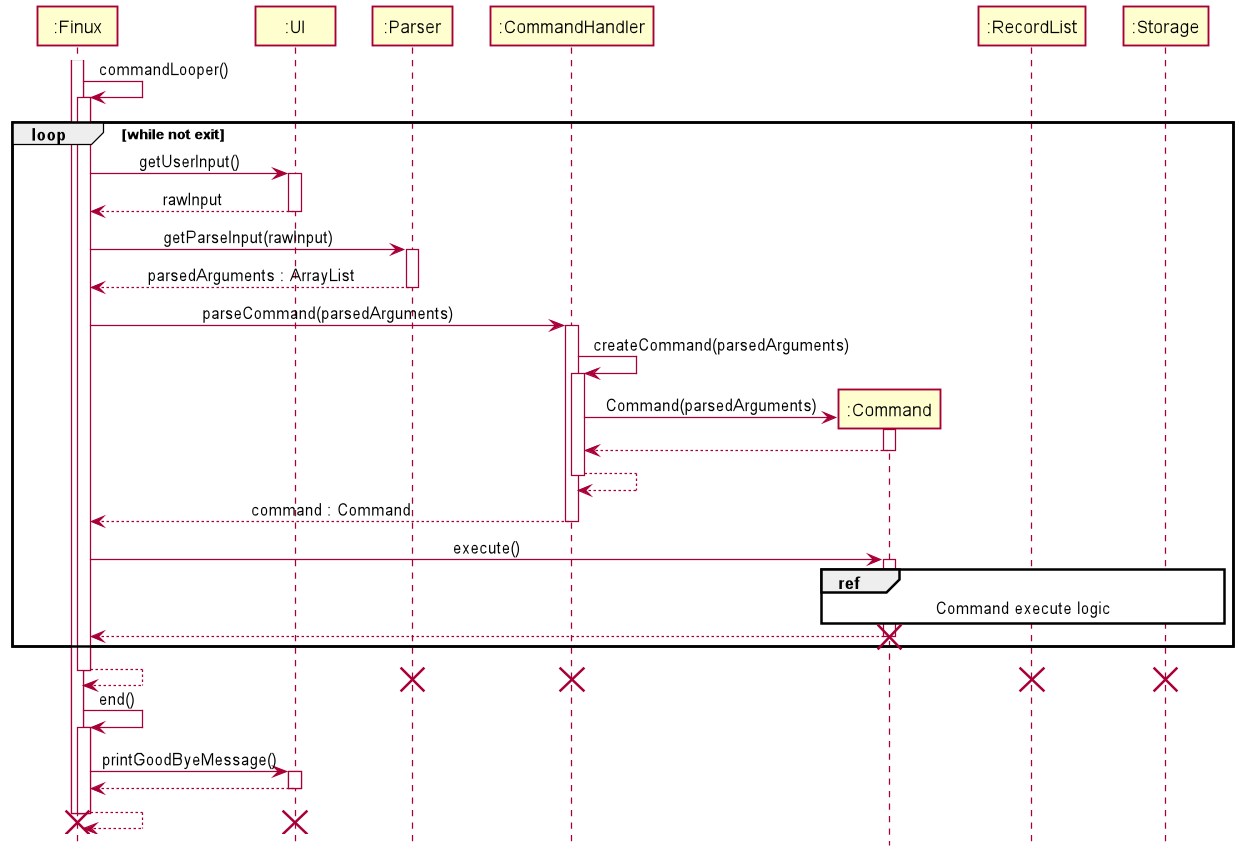 :Finux
:UI
:Parser
:CommandHandler
:RecordList
:Storage
commandLooper()
loop
[while not exit]
getUserInput()
rawInput
getParseInput(rawInput)
parsedArguments : ArrayList
parseCommand(parsedArguments)
createCommand(parsedArguments)
Command(parsedArguments)
:Command
command : Command
execute()
ref
Command execute logic
end()
printGoodByeMessage()